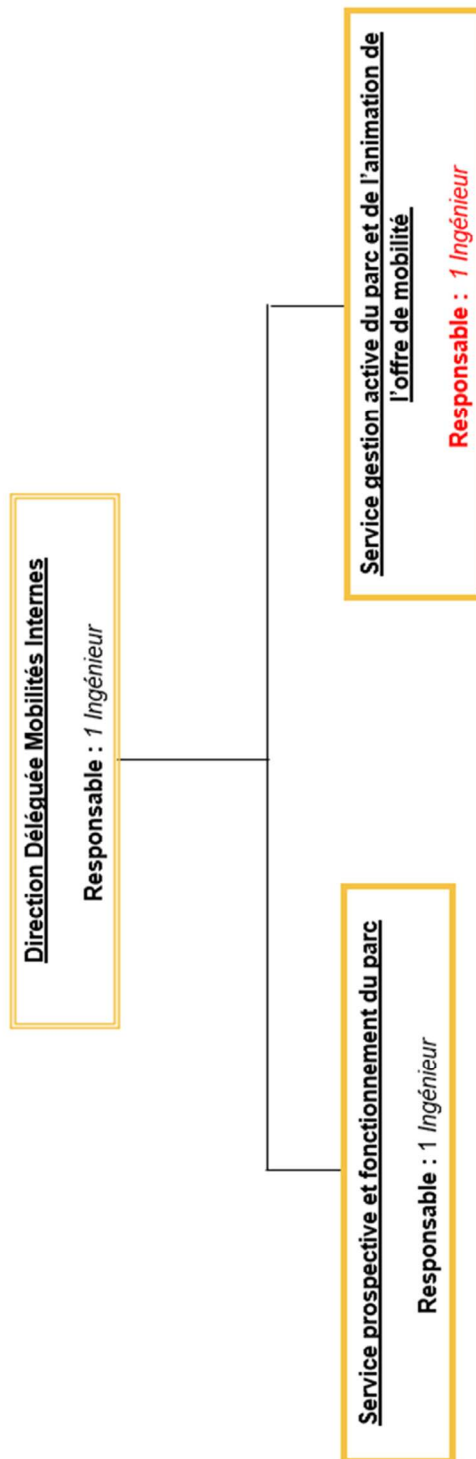 Direction Déléguée Mobilités Internes
Responsable : 1 Ingénieur
Service prospective et fonctionnement du parc
Responsable : 1 Ingénieur
Service gestion active du parc et de l'animation de
l'offre de mobilité
Responsable : 1 Ingénieur